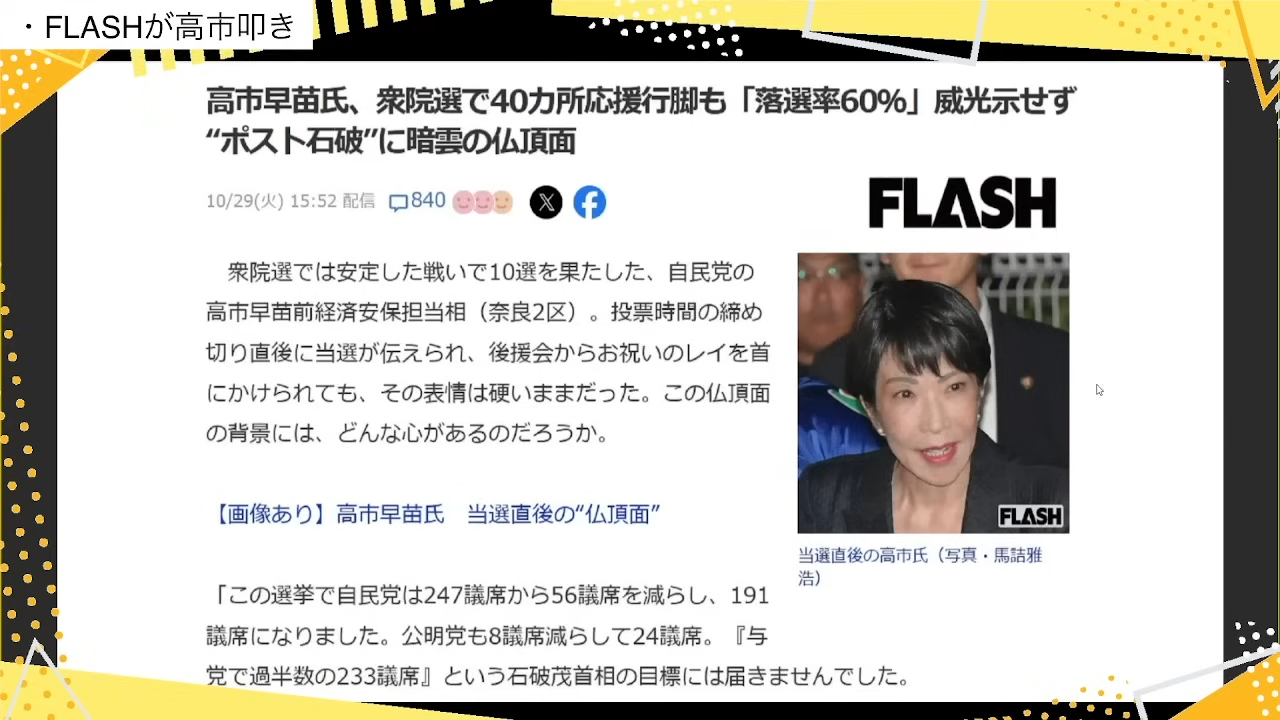 ・FLASHが高市叩き
高市早苗氏、衆院選で40カ所応援行脚も「落選率60%」威光示せず
“ポスト石破”に暗雲の仏頂面
10/29(火) 15:52 配信 840
FLASH
衆院選では安定した戦いで10選を果たした、自民党の
高市早苗前経済安保担当相（奈良2区）。投票時間の締め
切り直後に当選が伝えられ、後援会からお祝いのレイを首
にかけられても、その表情は硬いままだった。この仏頂面
の背景には、どんな心があるのだろうか。
【画像あり】高市早苗氏　当選直後の“仏頂面”
「この選挙で自民党は247議席から56議席を減らし、191
議席になりました。公明党も8議席減らして24議席。『与
党で過半数の233議席』という石破茂首相の目標には届きませんでした。
FLASH
当選直後の高市氏（写真・馬詰雅
浩）